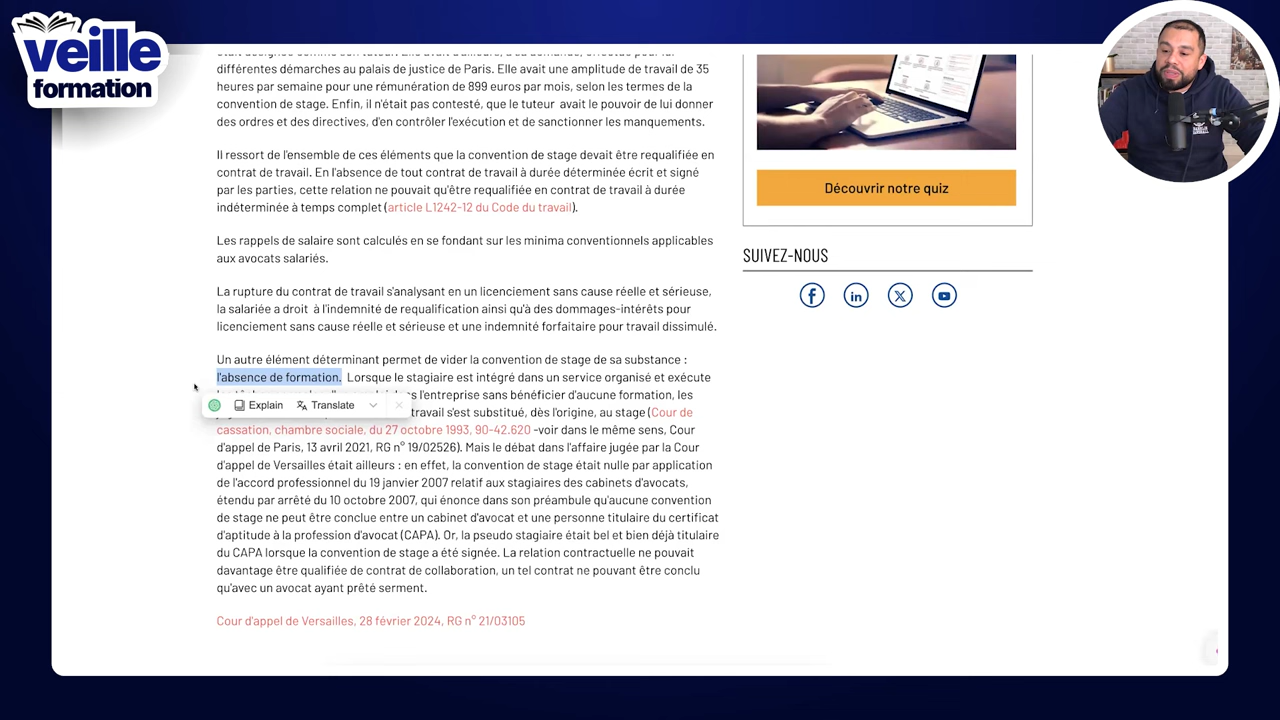 veille
formation
différentes démarches au palais de justice de Paris. Elle avait une amplitude de travail de 35
heures par semaine pour une rémunération de 899 euros par mois, selon les termes de la
convention de stage. Enfin, il n'était pas contesté, que le tuteur avait le pouvoir de lui donner
des ordres et des directives, d'en contrôler l'exécution et de sanctionner les manquements.
Il ressort de l'ensemble de ces éléments que la convention de stage devait être requalifiée en
contrat de travail. En l'absence de tout contrat de travail à durée déterminée écrit et signé
par les parties, cette relation ne pouvait qu'être requalifiée en contrat de travail à durée
indéterminée à temps complet (article L1242-12 du Code du travail).
Les rappels de salaire sont calculés en se fondant sur les minima conventionnels applicables
aux avocats salariés.
La rupture du contrat de travail s'analysant en un licenciement sans cause réelle et sérieuse,
la salariée a droit à l'indemnité de requalification ainsi qu'à des dommages-intérêts pour
licenciement sans cause réelle et sérieuse et une indemnité forfaitaire pour travail dissimulé.
Un autre élément déterminant permet de vider la convention de stage de sa substance :
l'absence de formation. Lorsque le stagiaire est intégré dans un service organisé et exécute
l'entreprise sans bénéficier d'aucune formation, les
Explain Translate
travail s'est substitué, dès l'origine, au stage (Cour de
cassation, chambre sociale, du 27 octobre 1993, 90-42.620 -voir dans le même sens, Cour
d'appel de Paris, 13 avril 2021, RG n° 19/02526). Mais le débat dans l'affaire jugée par la Cour
d'appel de Versailles était ailleurs : en effet, la convention de stage était nulle par application
de l'accord professionnel du 19 janvier 2007 relatif aux stagiaires des cabinets d'avocats,
étendu par arrêté du 10 octobre 2007, qui énonce dans son préambule qu'aucune convention
de stage ne peut être conclue entre un cabinet d'avocat et une personne titulaire du certificat
d'aptitude à la profession d'avocat (CAPA). Or, la pseudo stagiaire était bel et bien déjà titulaire
du CAPA lorsque la convention de stage a été signée. La relation contractuelle ne pouvait
davantage être qualifiée de contrat de collaboration, un tel contrat ne pouvant être conclu
qu'avec un avocat ayant prêté serment.
Cour d'appel de Versailles, 28 février 2024, RG n° 21/03105
Découvrir notre quiz
SUIVEZ-NOUS